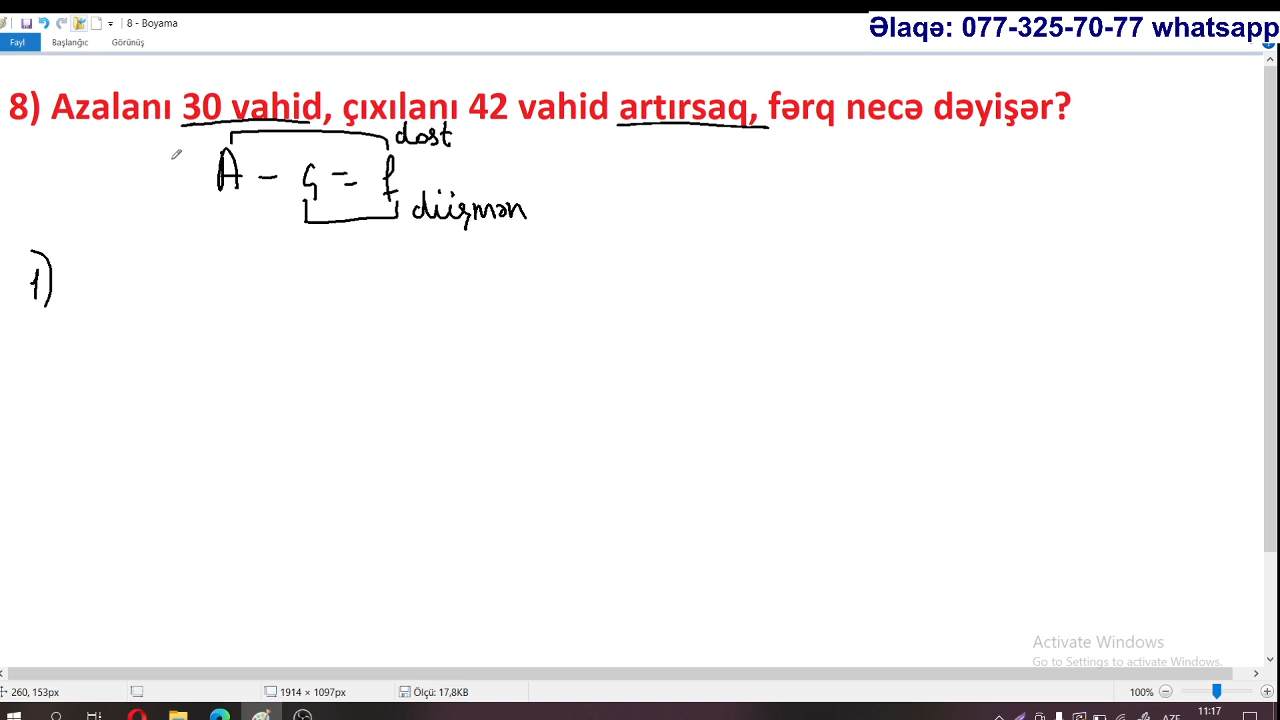 8 - Boyama
Əlaqə: 077-325-70-77 whatsapp
Fayl Başlanğıc Görünüş
8) Azalanı 30 vahid, çıxılanı 42 vahid artırsaq, fərq necə dəyişər?
dost
A - ç = f
düşmən
1)
Activate Windows
Go to Settings to activate Windows.
260, 153px 1914 × 1097px Ölçü: 17,8KB 100%
AZE 11:17